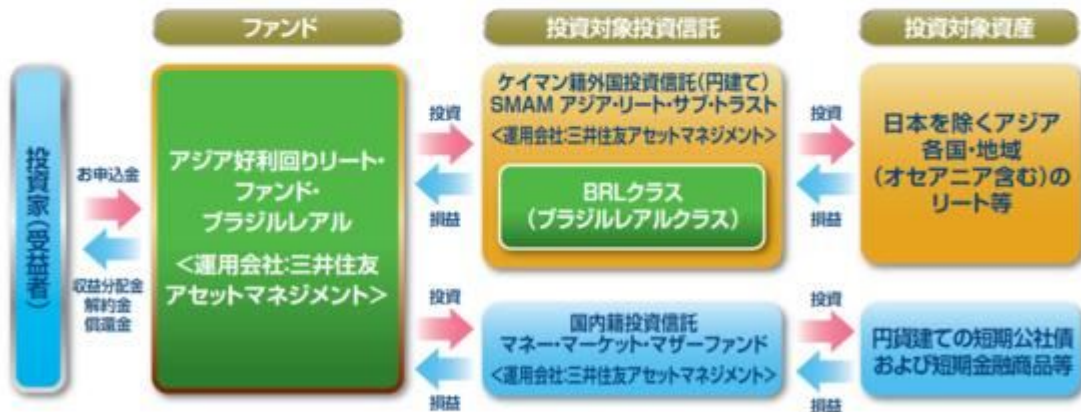 ファンド
投資対象投資信託
投資対象資産
投資家(受益者)
お申込金
収益分配金
解約金
償還金
アジア好利回りリート・
ファンド・
ブラジルレアル
<運用会社:三井住友
アセットマネジメント>
投資
損益
ケイマン籍外国投資信託(円建て)
SMAM アジア・リート・サブ・トラスト
<運用会社:三井住友アセットマネジメント>
BRLクラス
(ブラジルレアルクラス)
投資
損益
日本を除くアジア
各国・地域
(オセアニア含む)の
リート等
投資
損益
国内籍投資信託
マネー・マーケット・マザーファンド
<運用会社:三井住友アセットマネジメント>
投資
損益
円貨建ての短期公社債
および短期金融商品等